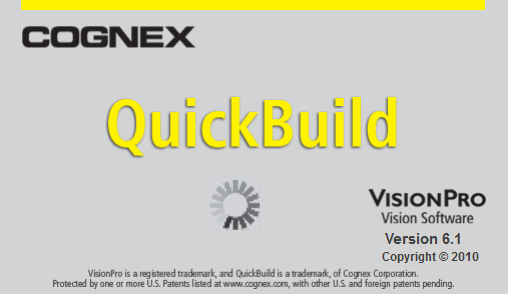 COGNEX
QuickBuild
VISIONPRO
Vision Software
Version 6.1
Copyright © 2010
VisionPro is a registered trademark, and QuickBuild is a trademark, of Cognex Corporation.
Protected by one or more U.S. Patents listed at www.cognex.com, with other U.S. and foreign patents pending.